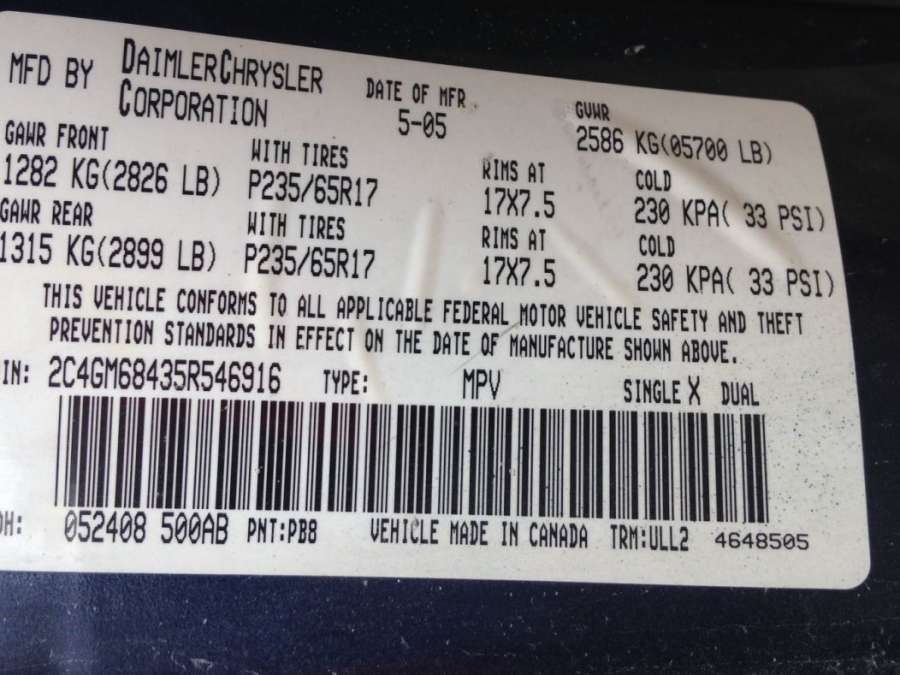 MFD BY DAIMLERCHRYSLER CORPORATION DATE OF MFR 5-05 GVWR 2586 KG(05700 LB)
GAWR FRONT WITH TIRES RIMS AT COLD
1282 KG(2826 LB) P235/65R17 17X7.5 230 KPA( 33 PSI)
GAWR REAR WITH TIRES RIMS AT COLD
1315 KG(2899 LB) P235/65R17 17X7.5 230 KPA( 33 PSI)
THIS VEHICLE CONFORMS TO ALL APPLICABLE FEDERAL MOTOR VEHICLE SAFETY AND THEFT
PREVENTION STANDARDS IN EFFECT ON THE DATE OF MANUFACTURE SHOWN ABOVE.
IN: 2C4GM68435R546916 TYPE: MPV SINGLE X DUAL
DH: 052408 500AB PNT:PB8 VEHICLE MADE IN CANADA TRM:ULL2 4648505